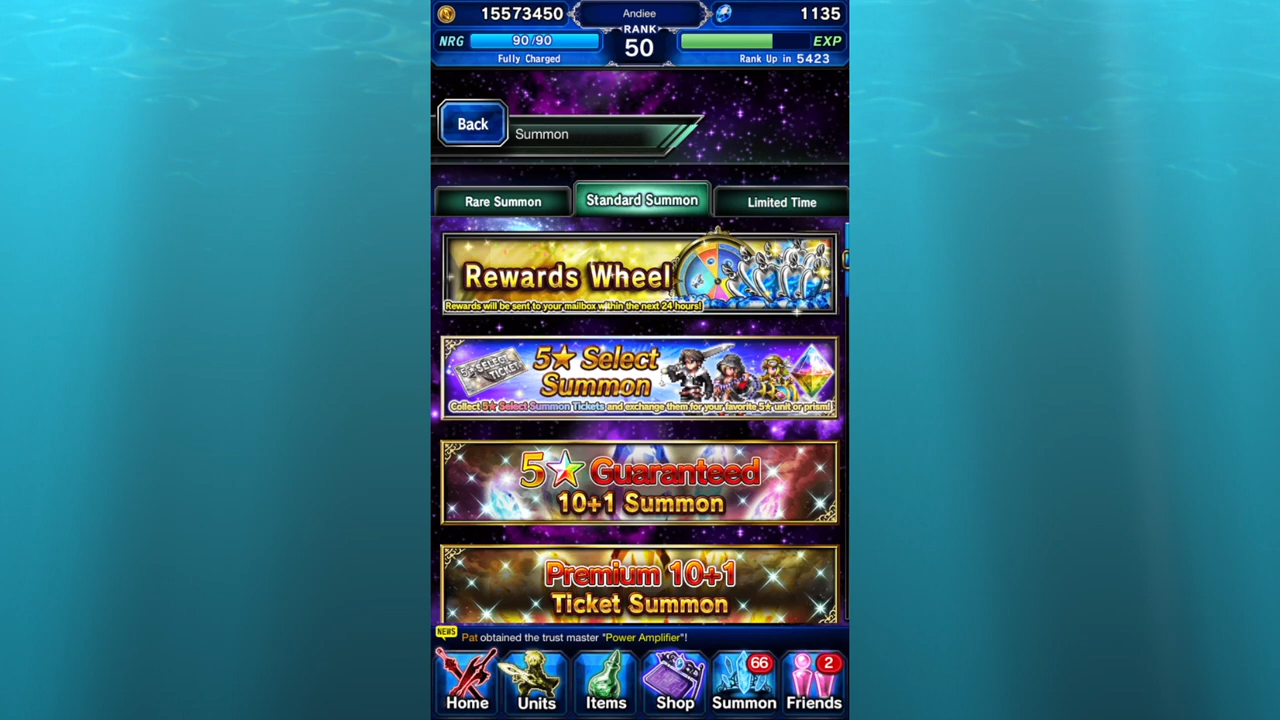 15573450
Andiee
1135
NRG 90/90
RANK
50
EXP
Fully Charged
Rank Up in 5423
Back
Summon
Rare Summon
Standard Summon
Limited Time
Rewards Wheel
Rewards will be sent to your mailbox within the next 24 hours!
5★ SELECT
TICKET
5★ Select
Summon
Collect 5★ Select Summon Tickets and exchange them for your favorite 5★ unit or prism!
5★ Guaranteed
10+1 Summon
Premium 10+1
Ticket Summon
NEWS
Pat obtained the trust master "Power Amplifier"!
66
2
Home
Units
Items
Shop
Summon
Friends